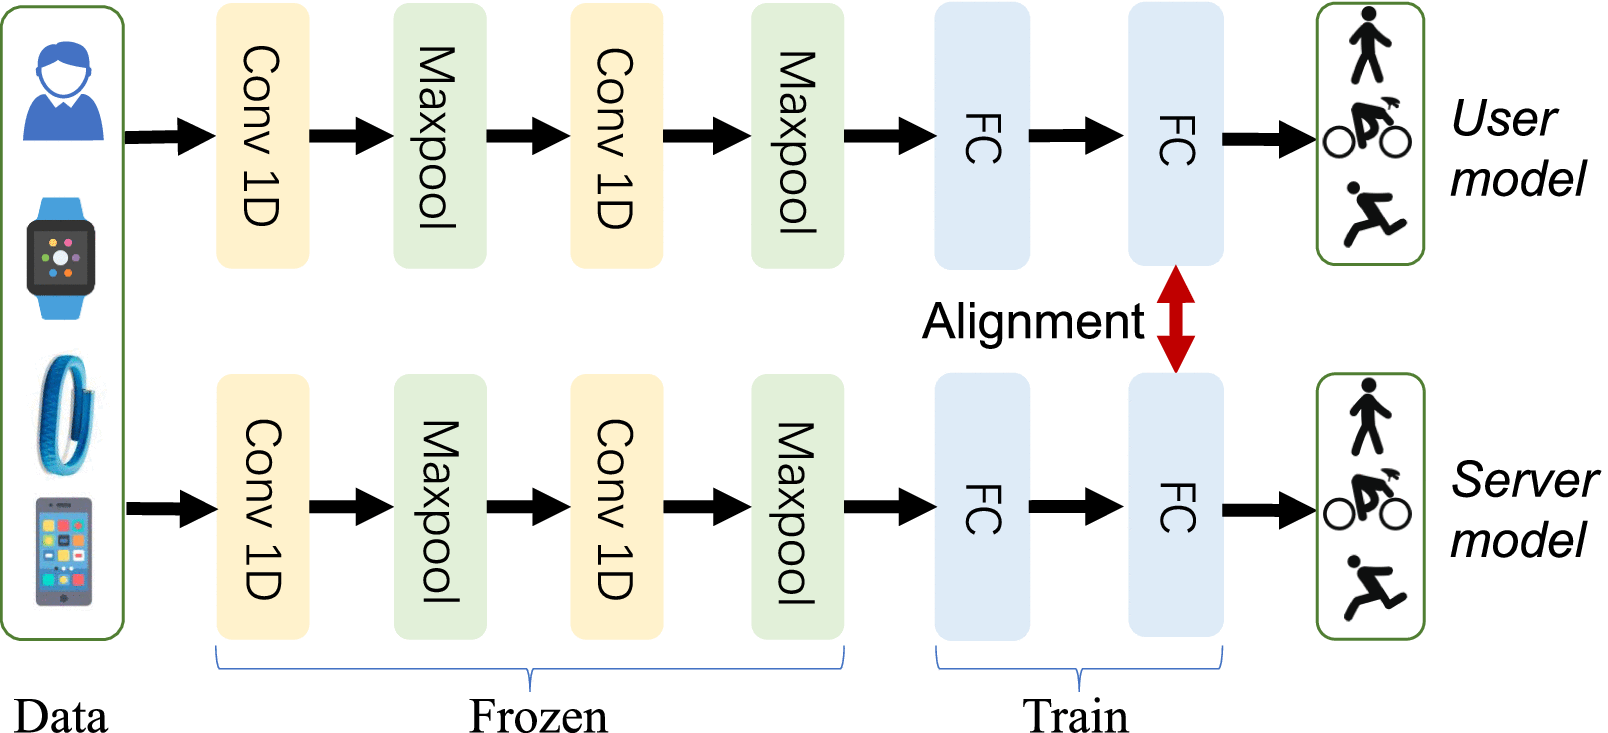 Conv 1D
Maxpool
Conv 1D
Maxpool
FC
FC
User
model
Alignment
Conv 1D
Maxpool
Conv 1D
Maxpool
FC
FC
Server
model
Data
Frozen
Train